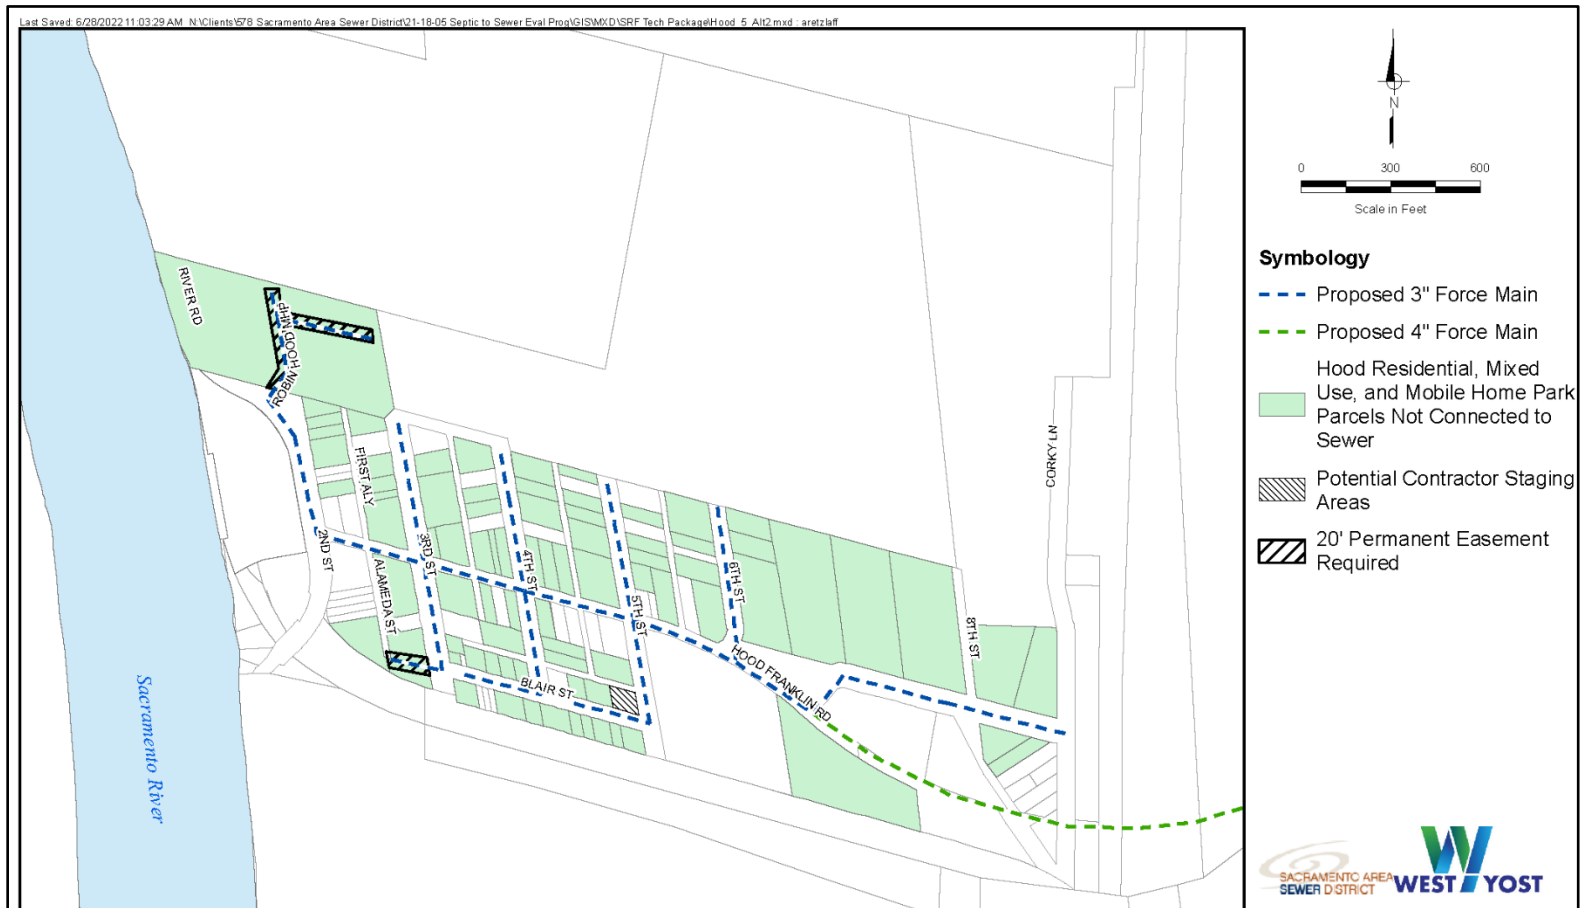 Last Saved: 6/28/2022 11:03:29 AM N:\Clients\578 Sacramento Area Sewer District\21-18-05 Septic to Sewer Eval Prog\GIS\MXD\SRF Tech Package\Hood_5_Alt2.mxd : aretzlaff
N
0 300 600
Scale in Feet
Symbology
Proposed 3" Force Main
Proposed 4" Force Main
Hood Residential, Mixed
Use, and Mobile Home Park
Parcels Not Connected to
Sewer
Potential Contractor Staging
Areas
20' Permanent Easement
Required
RIVER RD
ROBIN HOOD MHP
FIRST ALY
2ND ST
ALAMEDA ST
3RD ST
4TH ST
5TH ST
6TH ST
BLAIR ST
HOOD FRANKLIN RD
8TH ST
CORKY LN
Sacramento River
SACRAMENTO AREA
SEWER DISTRICT
WEST YOST